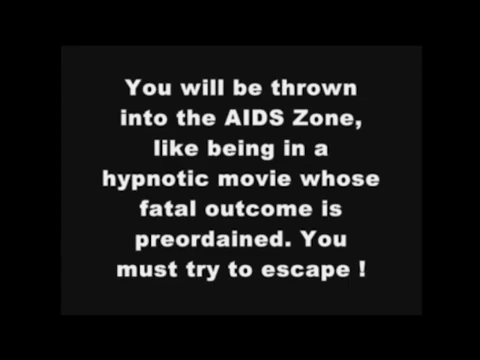 You will be thrown
into the AIDS Zone,
like being in a
hypnotic movie whose
fatal outcome is
preordained. You
must try to escape !